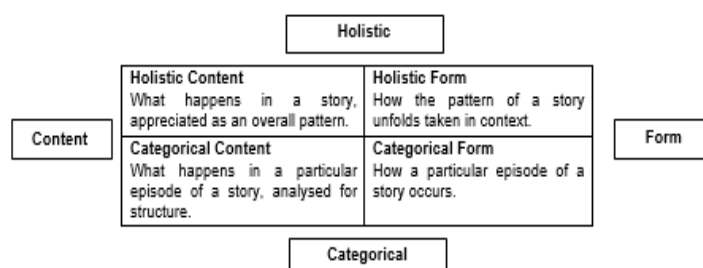 Holistic
Holistic Content
What happens in a story,
appreciated as an overall pattern.
Holistic Form
How the pattern of a story
unfolds taken in context.
Content
Categorical Content
What happens in a particular
episode of a story, analysed for
structure.
Categorical Form
How a particular episode of a
story occurs.
Form
Categorical